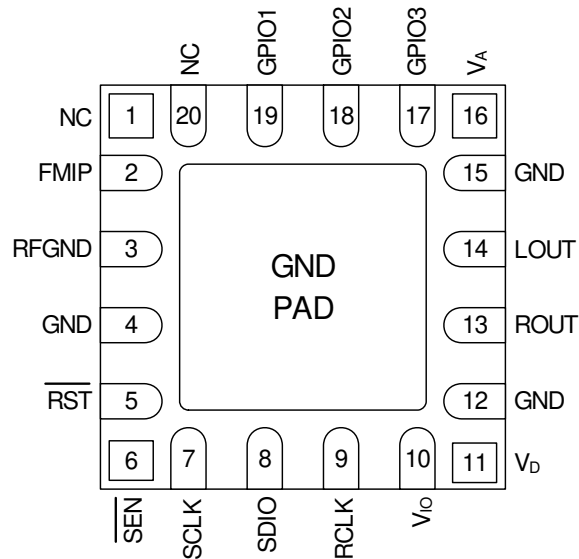 NC
GPIO1
GPIO2
GPIO3
VA
NC
1
20
19
18
17
16
FMIP
2
15
GND
RFGND
3
14
LOUT
GND
PAD
GND
4
13
ROUT
RST
5
12
GND
6
7
8
9
10
11
VD
SEN
SCLK
SDIO
RCLK
VIO